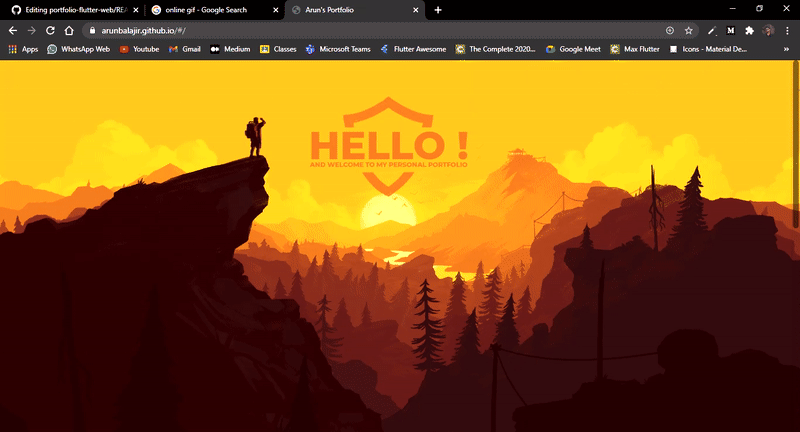 Editing portfolio-flutter-web/REA
online gif - Google Search
Arun's Portfolio
arunbalajir.github.io/#/
Apps
WhatsApp Web
Youtube
Gmail
Medium
Classes
Microsoft Teams
Flutter Awesome
The Complete 2020...
Google Meet
Max Flutter
Icons - Material De...
HELLO !
AND WELCOME TO MY PERSONAL PORTFOLIO